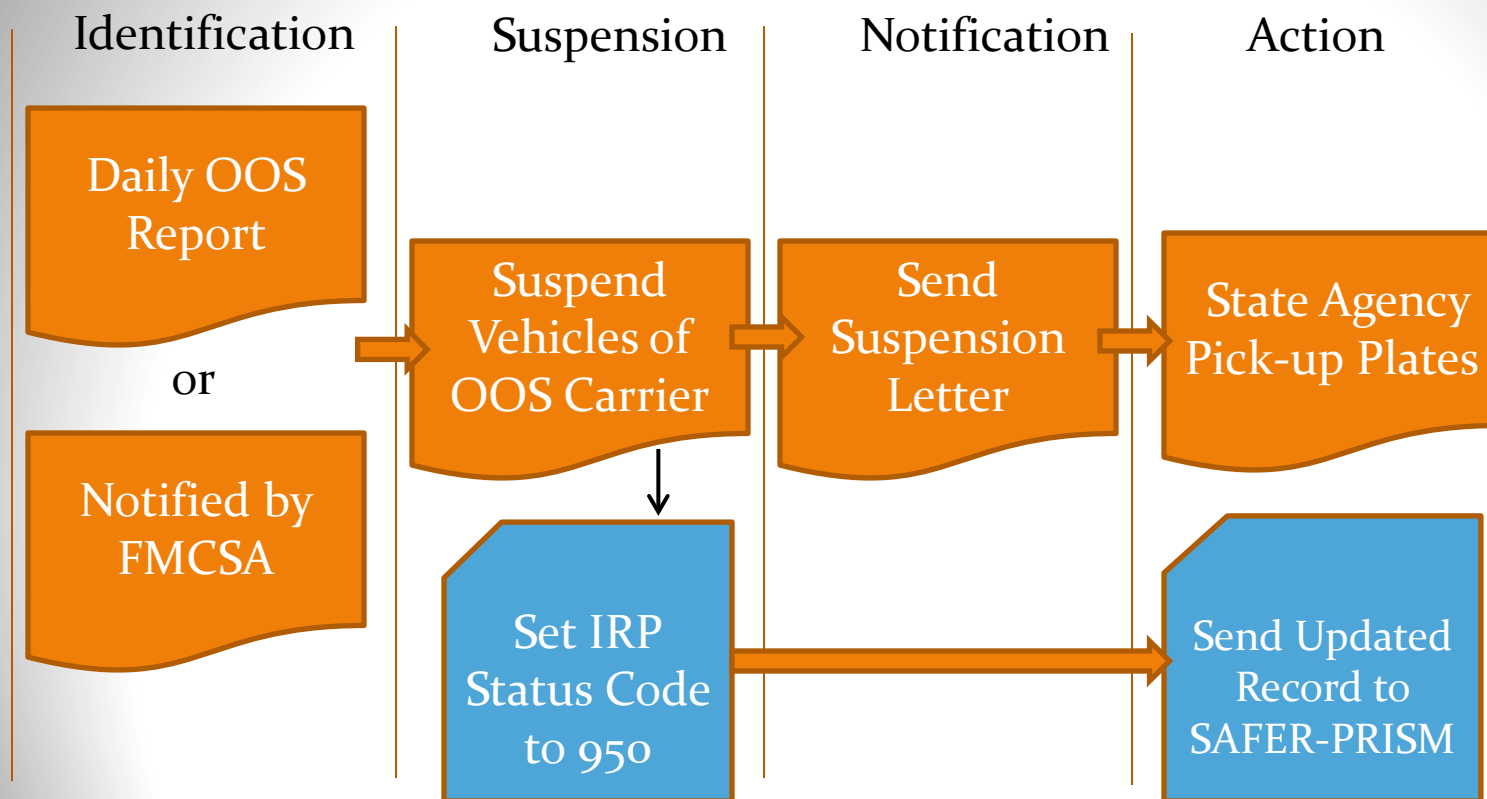 Identification
Suspension
Notification
Action
Daily OOS
Report
or
Notified by
FMCSA
Suspend
Vehicles of
OOS Carrier
Set IRP
Status Code
to 950
Send
Suspension
Letter
State Agency
Pick-up Plates
Send Updated
Record to
SAFER-PRISM